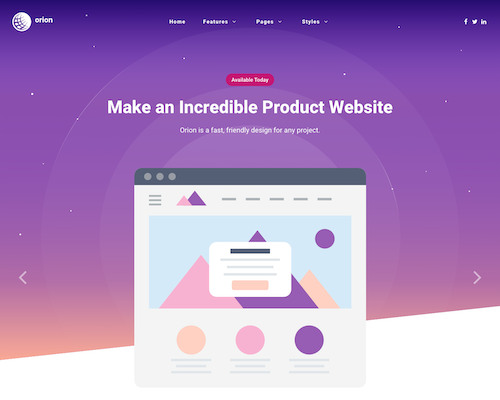 orion
Home Features Pages Styles
Available Today
Make an Incredible Product Website
Orion is a fast, friendly design for any project.